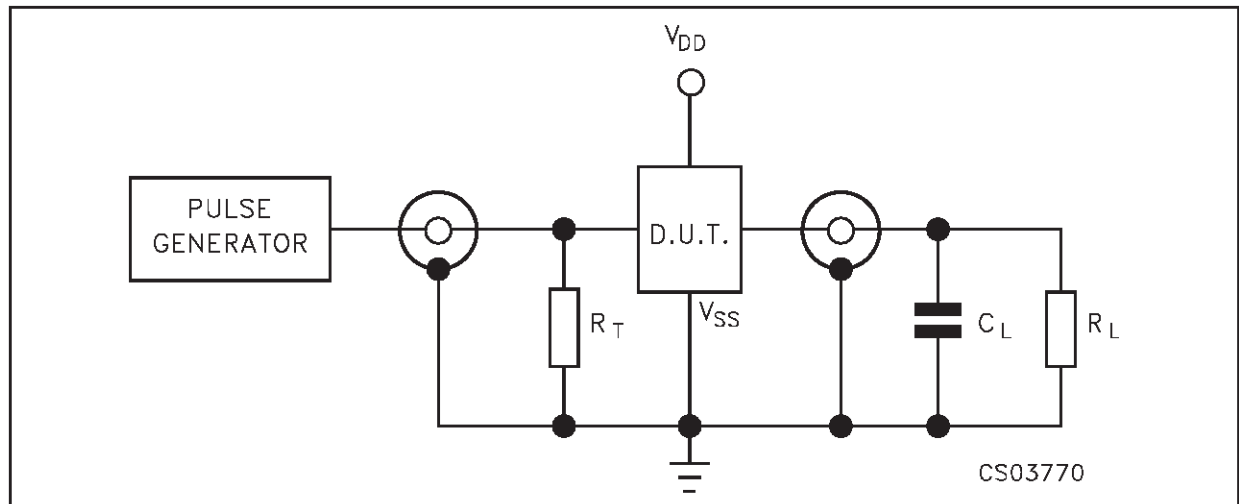 VDD
PULSE
GENERATOR
D.U.T.
VSS
RT
CL
RL
CS03770